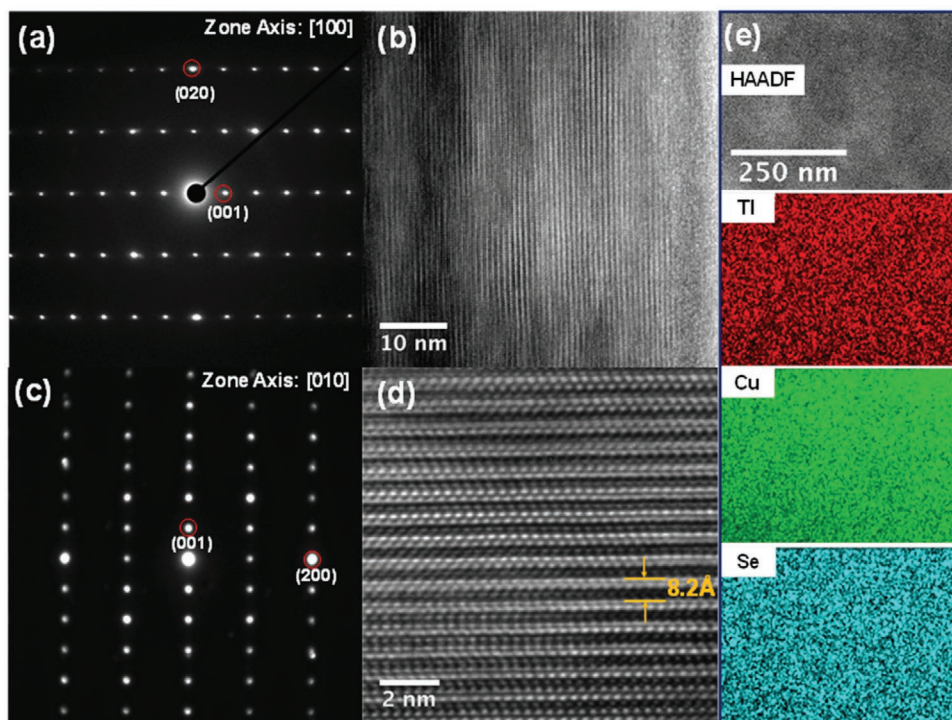 (a)
Zone Axis: [100]
(020)
(001)
(b)
10 nm
(c)
Zone Axis: [010]
(001)
(200)
(d)
8.2Å
2 nm
(e)
HAADF
250 nm
Tl
Cu
Se